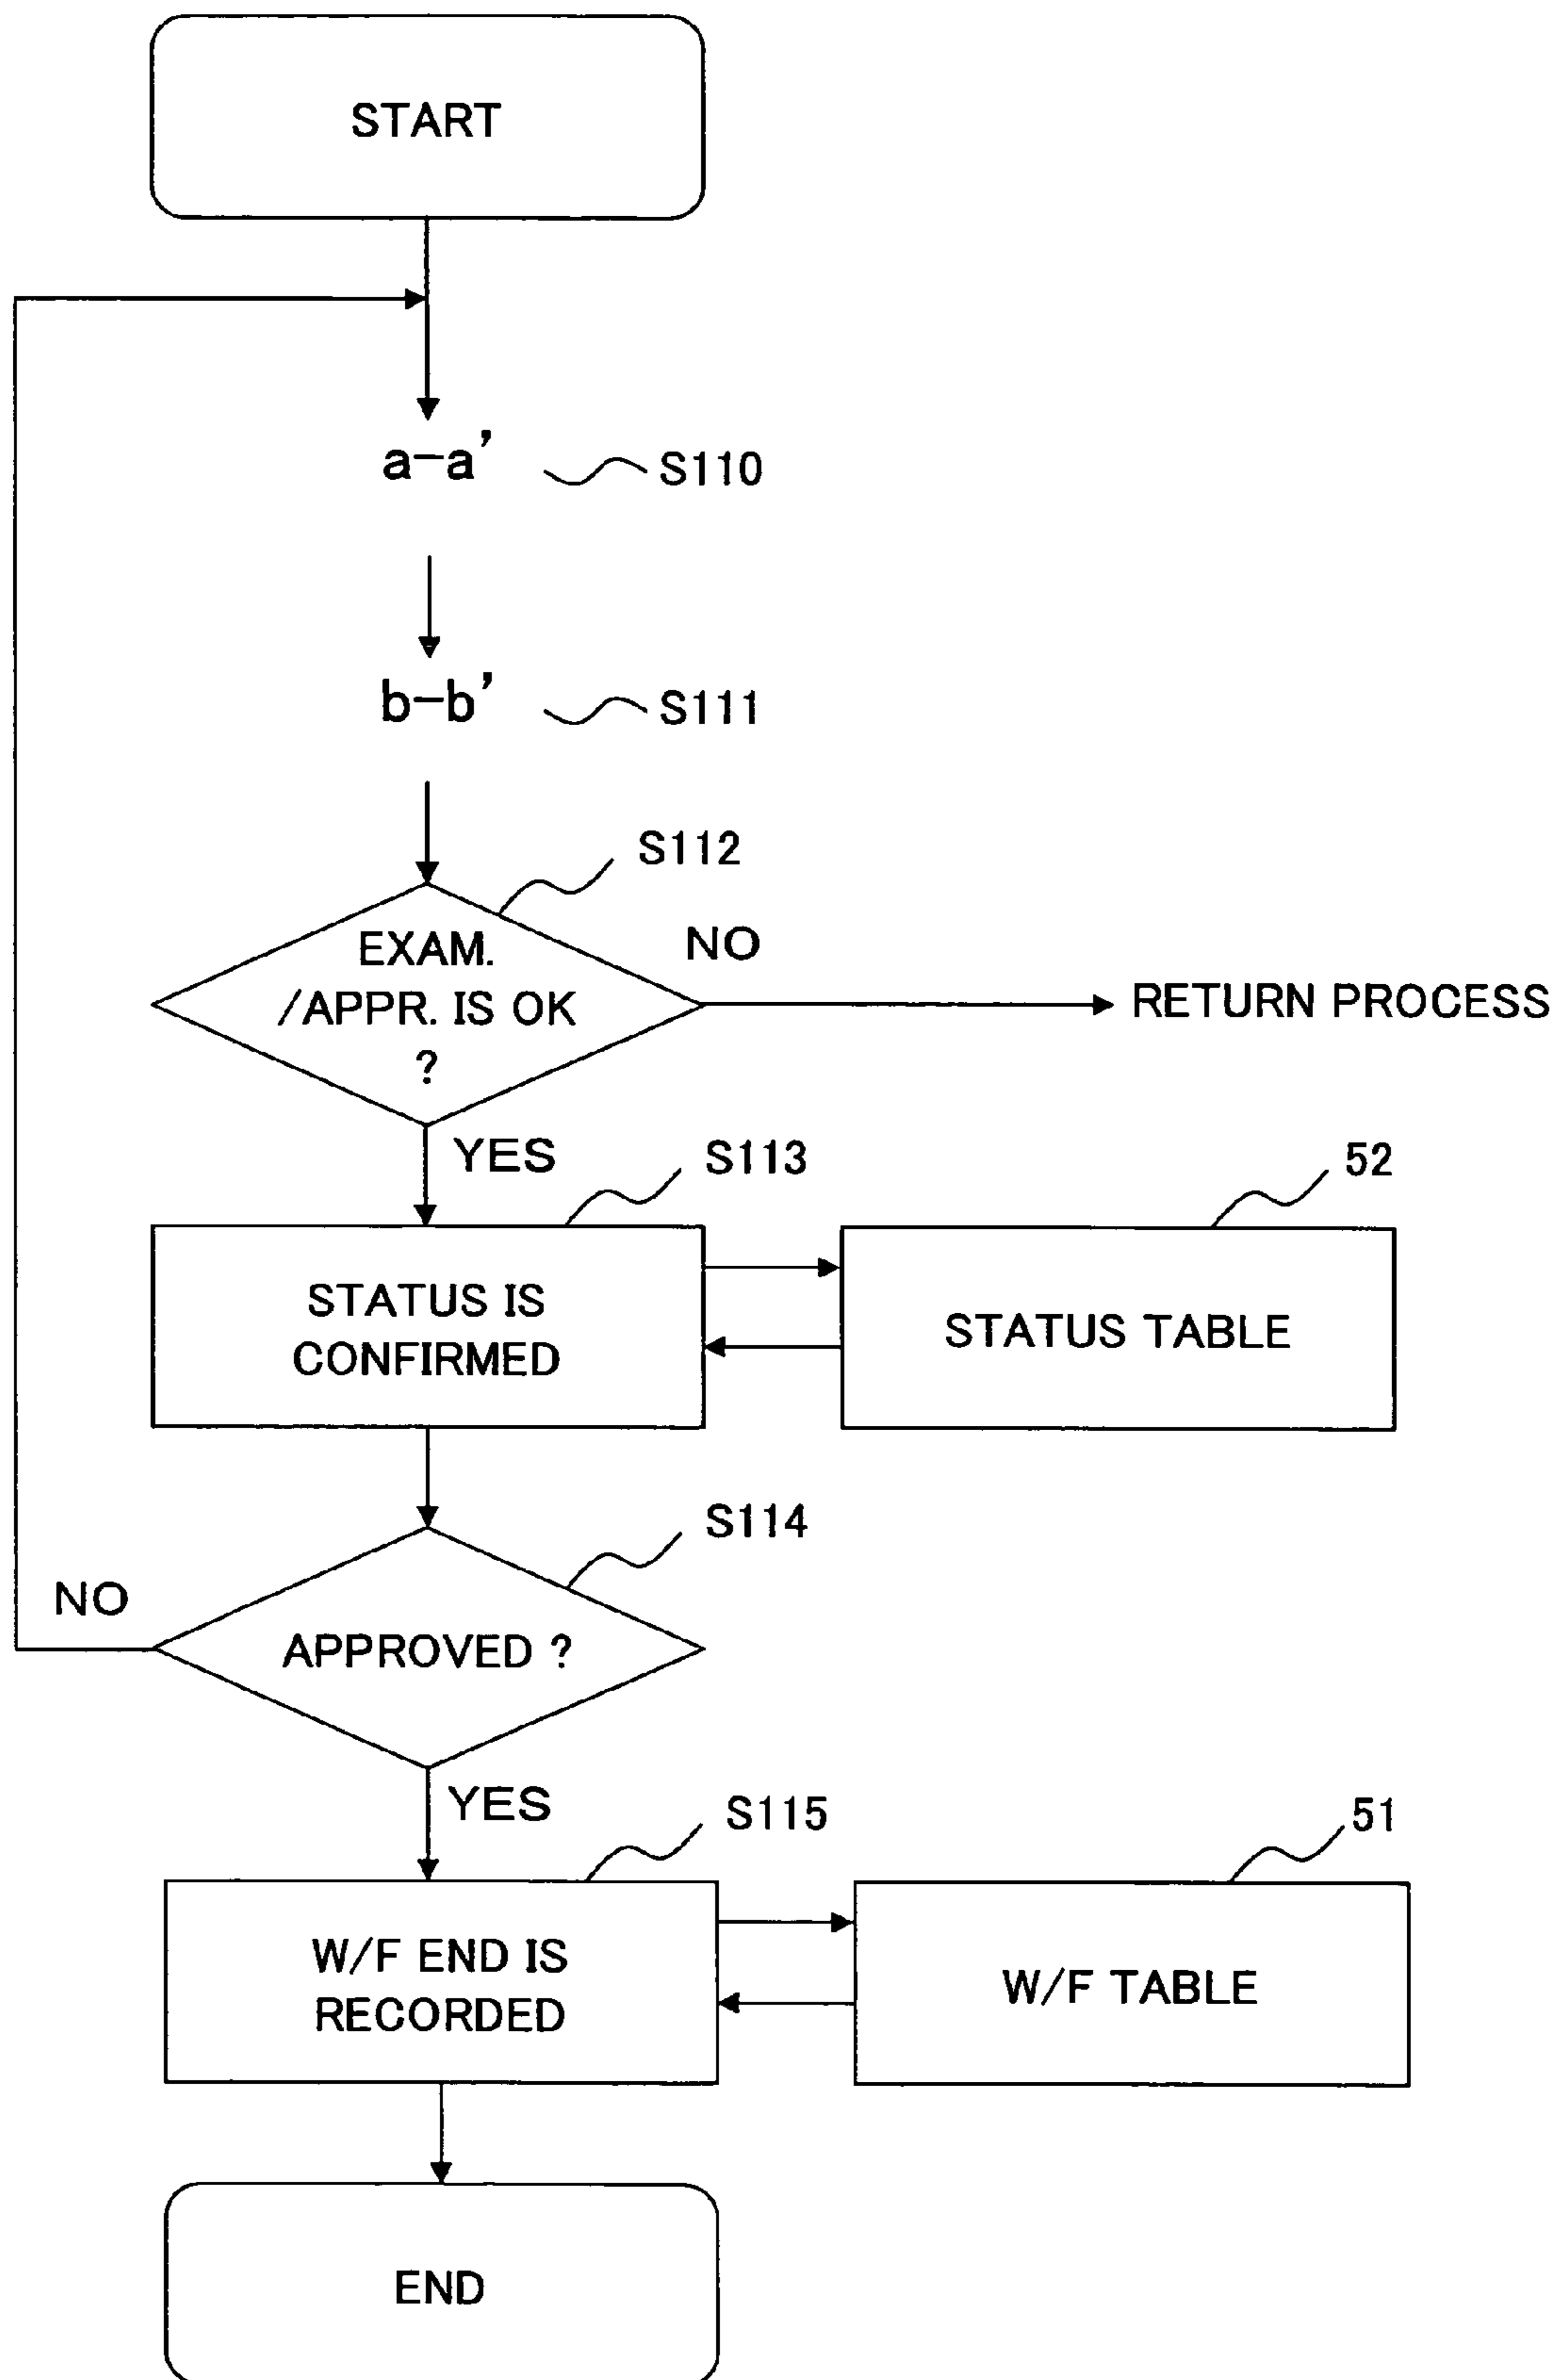 START
a-a' S110
b-b' S111
S112
EXAM.
/APPR. IS OK
?
NO
RETURN PROCESS
YES
S113
52
STATUS IS
CONFIRMED
STATUS TABLE
S114
NO
APPROVED ?
YES
S115
51
W/F END IS
RECORDED
W/F TABLE
END